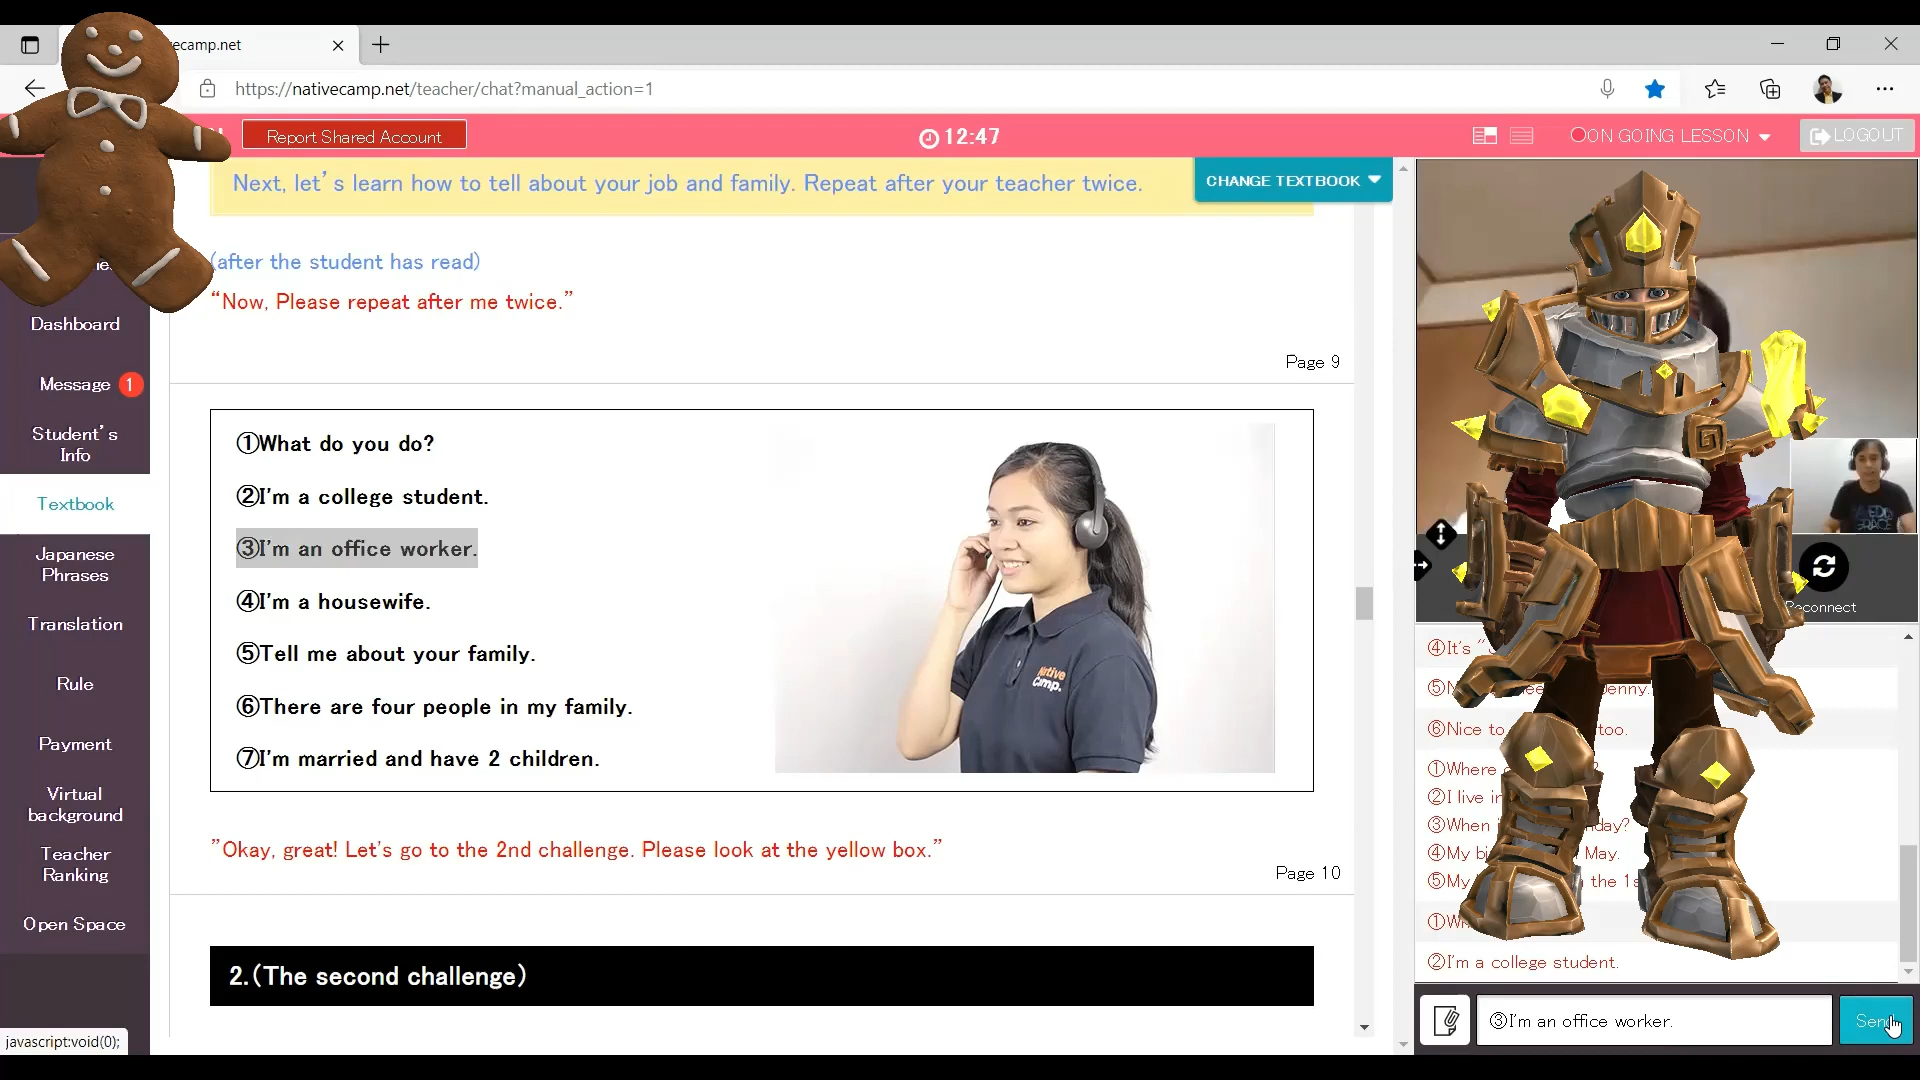 ecamp.net
https://nativecamp.net/teacher/chat?manual_action=1
Report Shared Account
12:47
ON GOING LESSON
LOGOUT
Next, let's learn how to tell about your job and family. Repeat after your teacher twice.
CHANGE TEXTBOOK
(after the student has read)
“Now, Please repeat after me twice.”
Page 9
Dashboard
Message 1
Student's
Info
Textbook
Japanese
Phrases
Translation
Rule
Payment
Virtual
background
Teacher
Ranking
Open Space
①What do you do?
②I'm a college student.
③I'm an office worker.
④I'm a housewife.
⑤Tell me about your family.
⑥There are four people in my family.
⑦I'm married and have 2 children.
Native
Camp.
”Okay, great! Let's go to the 2nd challenge. Please look at the yellow box.”
Page 10
2.(The second challenge)
javascript:void(0);
Reconnect
④It's
⑤ enny.
⑥Nice to too.
①Where
②I live in
③When day?
④My May.
⑤My the
①
②I'm a college student.
③I'm an office worker.
Send